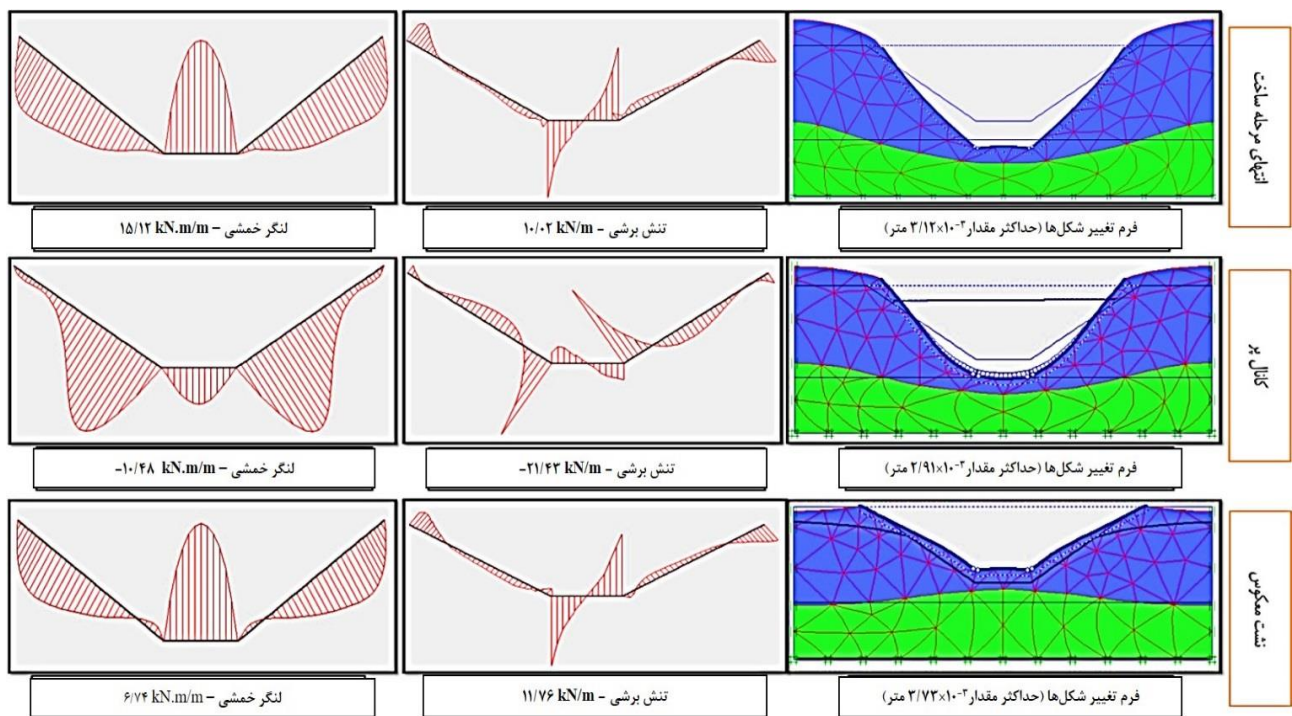 انتهای مرحله ساخت
فرم تغییر شکل‌ها (حداکثر مقدار ۳/۱۲×۱۰⁻۳ متر)
تنش برشی - ۱۰/۰۲ kN/m
لنگر خمشی – ۱۵/۱۲ kN.m/m
کانال پر
فرم تغییر شکل‌ها (حداکثر مقدار ۲/۹۱×۱۰⁻۳ متر)
تنش برشی - ۲۱/۴۳ kN/m−
لنگر خمشی – ۱۰/۴۸ kN.m/m−
نشت معکوس
فرم تغییر شکل‌ها (حداکثر مقدار ۳/۷۳×۱۰⁻۳ متر)
تنش برشی - ۱۱/۷۶ kN/m
لنگر خمشی – ۶/۷۴ kN.m/m